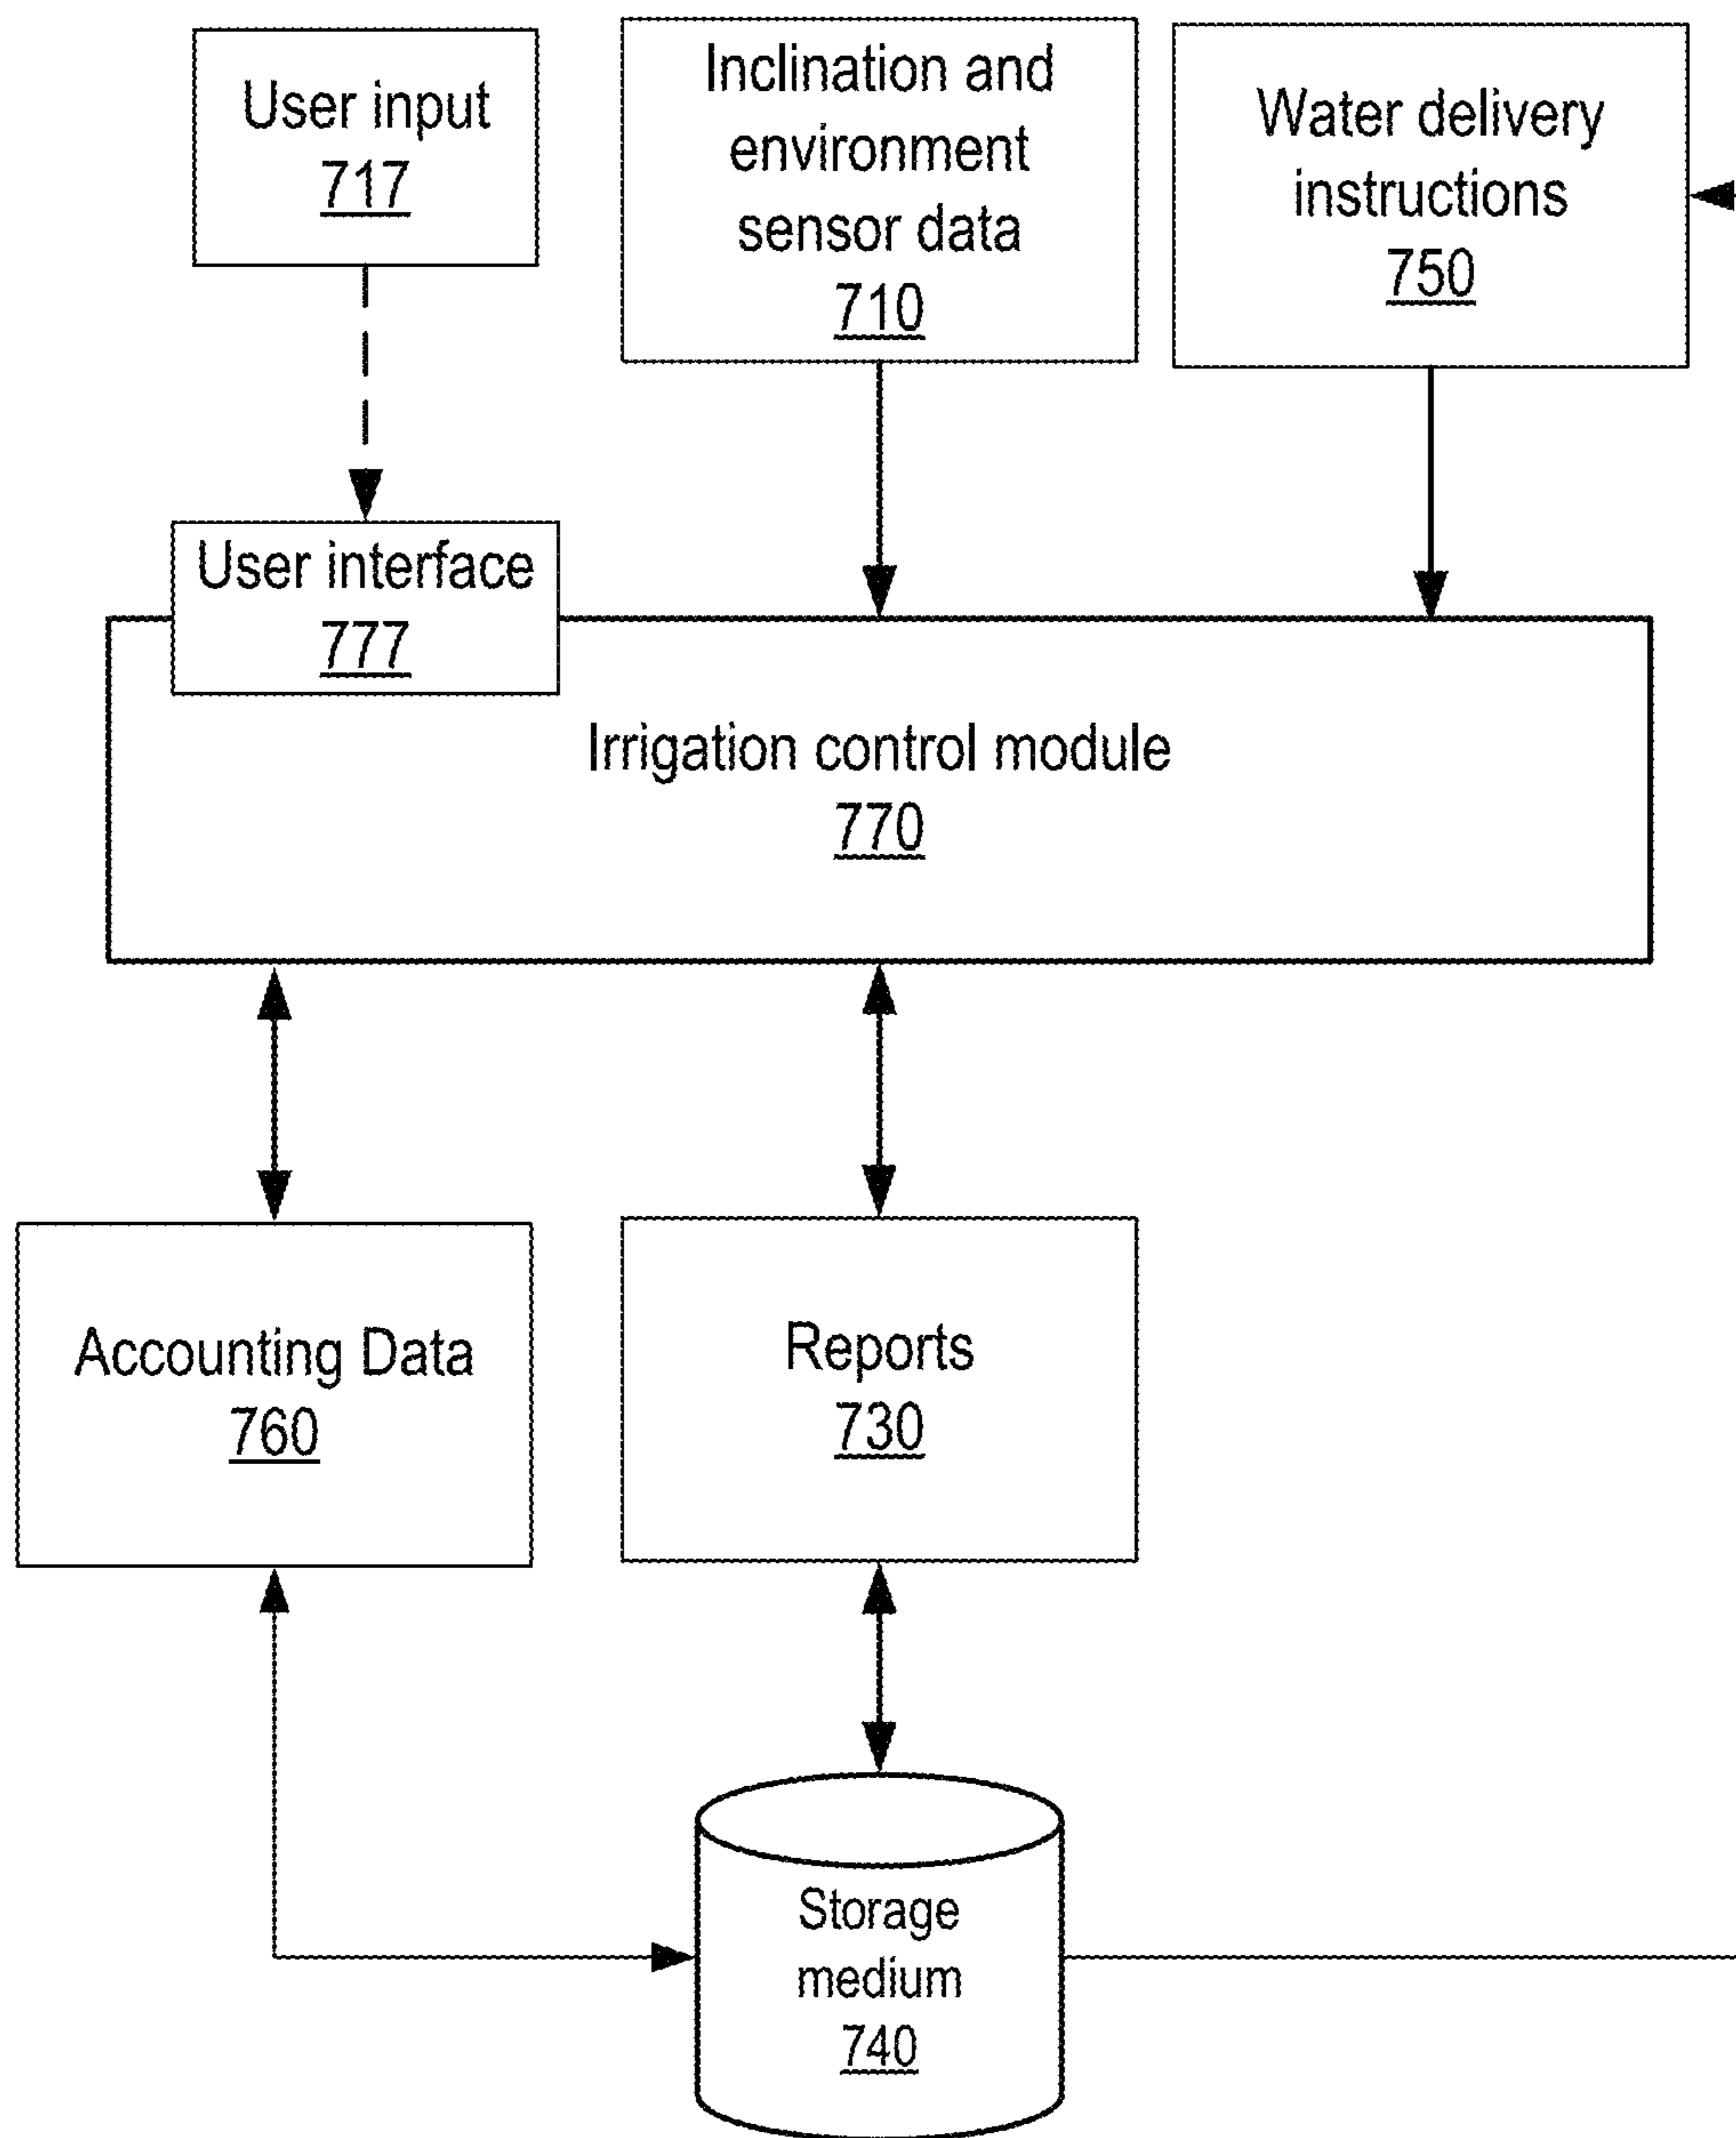 User input
717
Inclination and
environment
sensor data
710
Water delivery
instructions
750
User interface
777
Irrigation control module
770
Accounting Data
760
Reports
730
Storage
medium
740